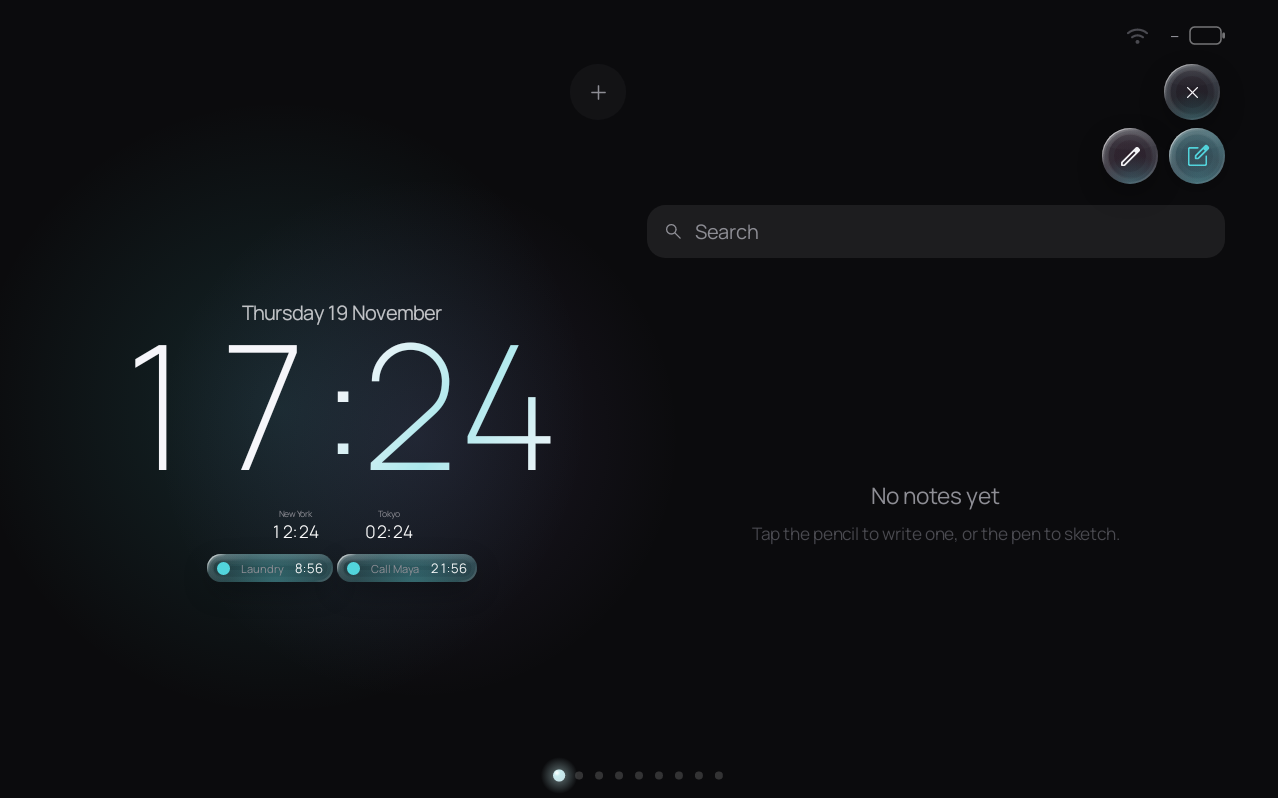 Search
Thursday 19 November
17:24
New York
12:24
Tokyo
02:24
Laundry 8:56
Call Maya 21:56
No notes yet
Tap the pencil to write one, or the pen to sketch.